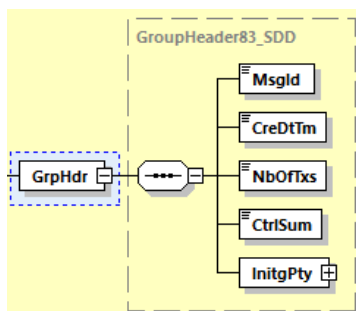 GroupHeader83_SDD
MsgId
CreDtTm
GrpHdr
NbOfTxs
CtrlSum
InitgPty